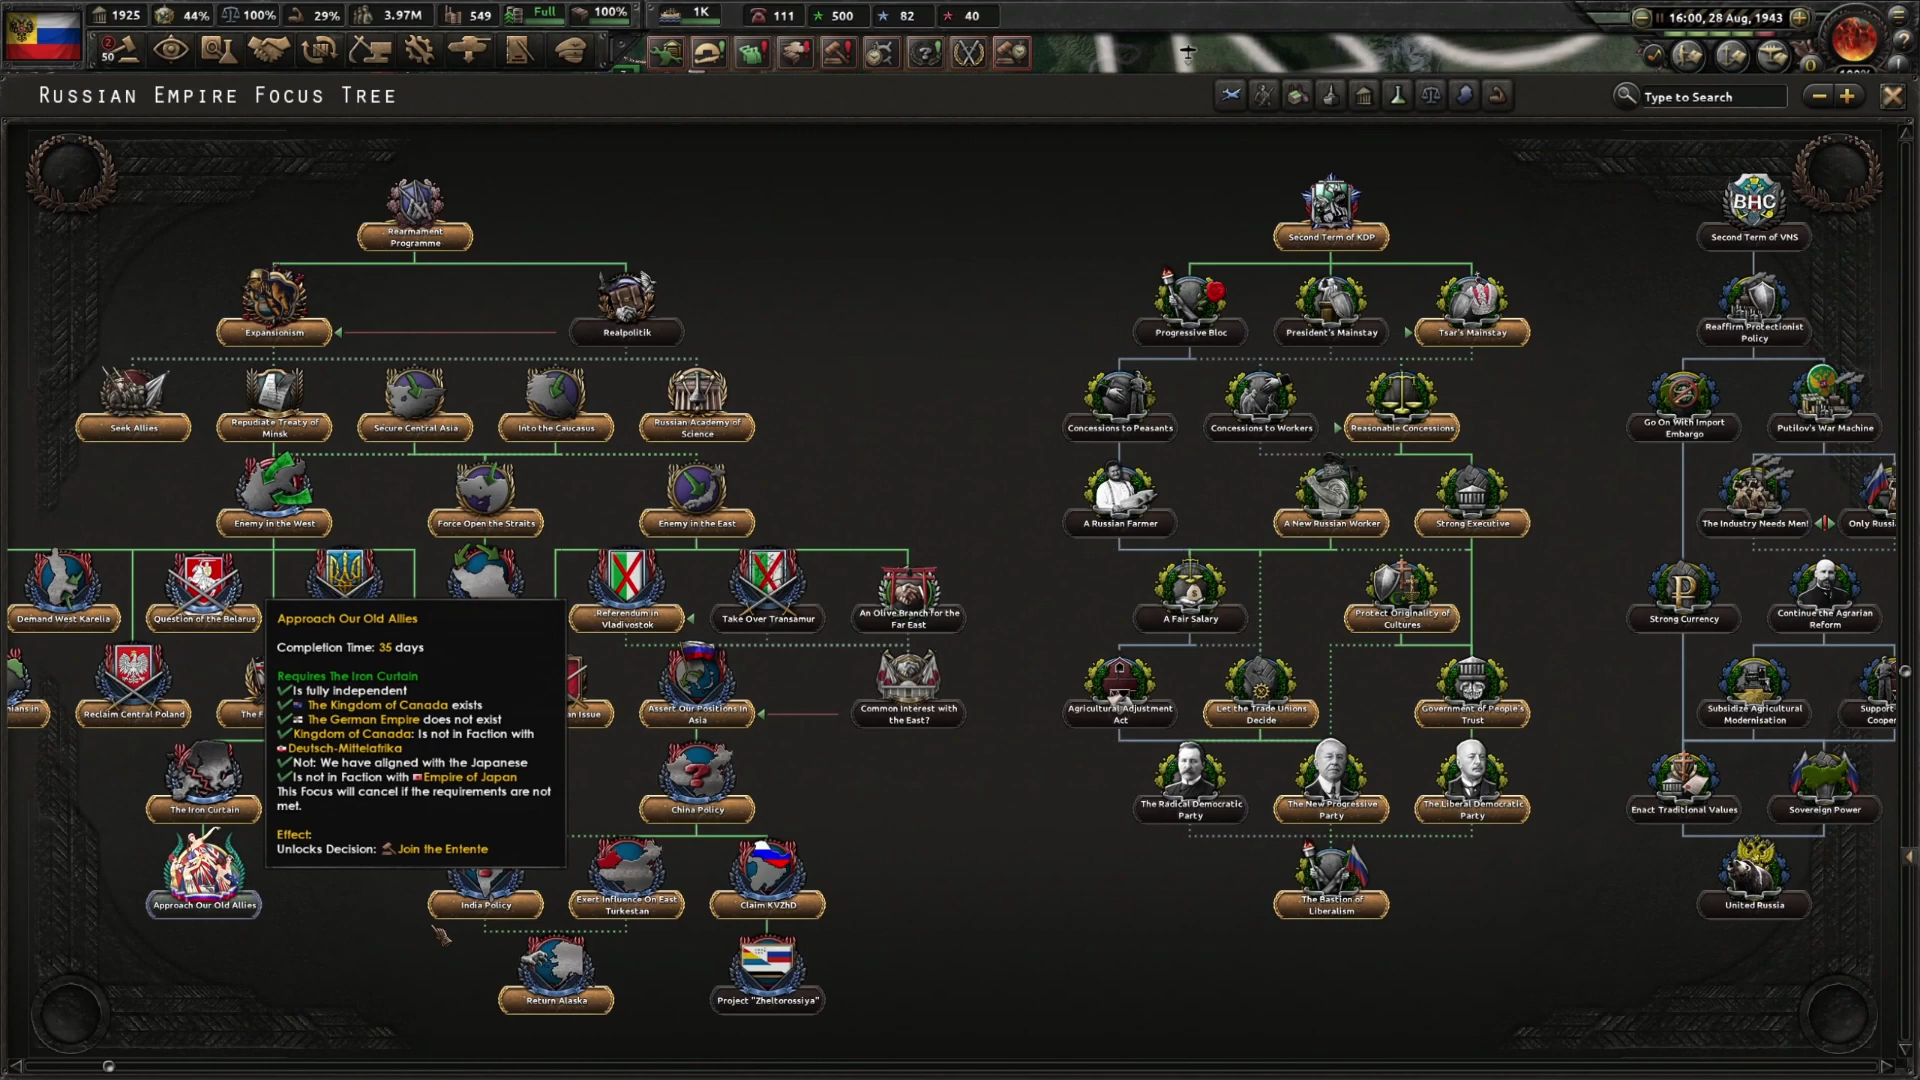 1925
44%
100%
29%
3.97M
549
Full
100%
1K
111
500
82
40
16:00, 28 Aug, 1943
2
50
0
RUSSIAN EMPIRE FOCUS TREE
Type to Search
Rearmament
Programme
Second Term of KDP
BHC
Second Term of VNS
Expansionism
Realpolitik
Progressive Bloc
President's Mainstay
Tsar's Mainstay
Reaffirm Protectionist
Policy
Seek Allies
Repudiate Treaty of
Minsk
Secure Central Asia
Into the Caucasus
Russian Academy of
Science
Concessions to Peasants
Concessions to Workers
Reasonable Concessions
Go On With Import
Embargo
Putilov's War Machine
Enemy in the West
Force Open the Straits
Enemy in the East
A Russian Farmer
A New Russian Worker
Strong Executive
The Industry Needs Men!
Only Russi
Demand West Karelia
Question of the Belarus
Referendum in
Vladivostok
Take Over Transamur
An Olive Branch for the
Far East
A Fair Salary
Protect Originality of
Cultures
Strong Currency
Continue the Agrarian
Reform
Approach Our Old Allies
Completion Time: 35 days
Requires The Iron Curtain
Is fully independent
The Kingdom of Canada exists
The German Empire does not exist
Kingdom of Canada: Is not in Faction with
Deutsch-Mittelafrika
Not: We have aligned with the Japanese
Is not in Faction with Empire of Japan
This Focus will cancel if the requirements are not
met.
Effect:
Unlocks Decision: Join the Entente
ians in
Reclaim Central Poland
The F
an Issue
Assert Our Positions in
Asia
Common Interest with
the East?
Agricultural Adjustment
Act
Let the Trade Unions
Decide
Government of People's
Trust
Subsidize Agricultural
Modernisation
Support
Cooper
The Iron Curtain
China Policy
The Radical Democratic
Party
The New Progressive
Party
The Liberal Democratic
Party
Enact Traditional Values
Sovereign Power
Approach Our Old Allies
India Policy
Exert Influence On East
Turkestan
Claim KVZhD
The Bastion of
Liberalism
United Russia
Return Alaska
Project "Zheltorossiya"